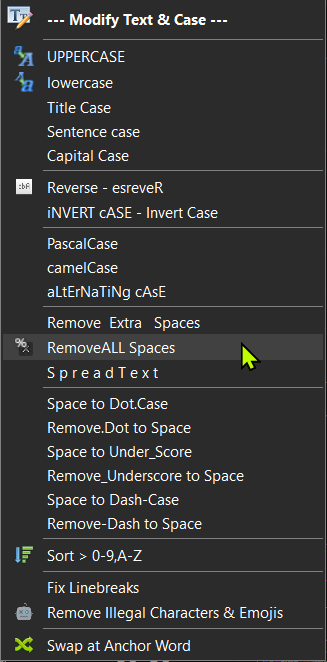 --- Modify Text & Case ---
UPPERCASE
lowercase
Title Case
Sentence case
Capital Case
Reverse - esreveR
iNVERT cASE - Invert Case
PascalCase
camelCase
aLtErNaTiNg cAsE
Remove  Extra   Spaces
RemoveALL Spaces
S p r e a d T e x t
Space to Dot.Case
Remove.Dot to Space
Space to Under_Score
Remove_Underscore to Space
Space to Dash-Case
Remove-Dash to Space
Sort > 0-9,A-Z
Fix Linebreaks
Remove Illegal Characters & Emojis
Swap at Anchor Word